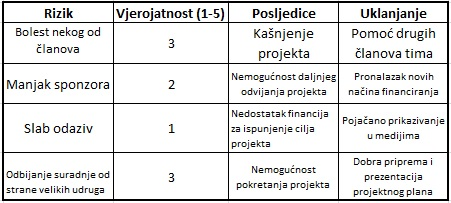 Rizik Vjerojatnost (1-5) Posljedice Uklanjanje
Bolest nekog od
članova
3
Kašnjenje
projekta
Pomoć drugih
članova tima
Manjak sponzora
2
Nemogućnost daljnjeg
odvijanja projekta
Pronalazak novih
načina financiranja
Slab odaziv
1
Nedostatak financija
za ispunjenje cilja
projekta
Pojačano prikazivanje
u medijima
Odbijanje suradnje od
strane velikih udruga
3
Nemogućnost
pokretanja projekta
Dobra priprema i
prezentacija
projektnog plana